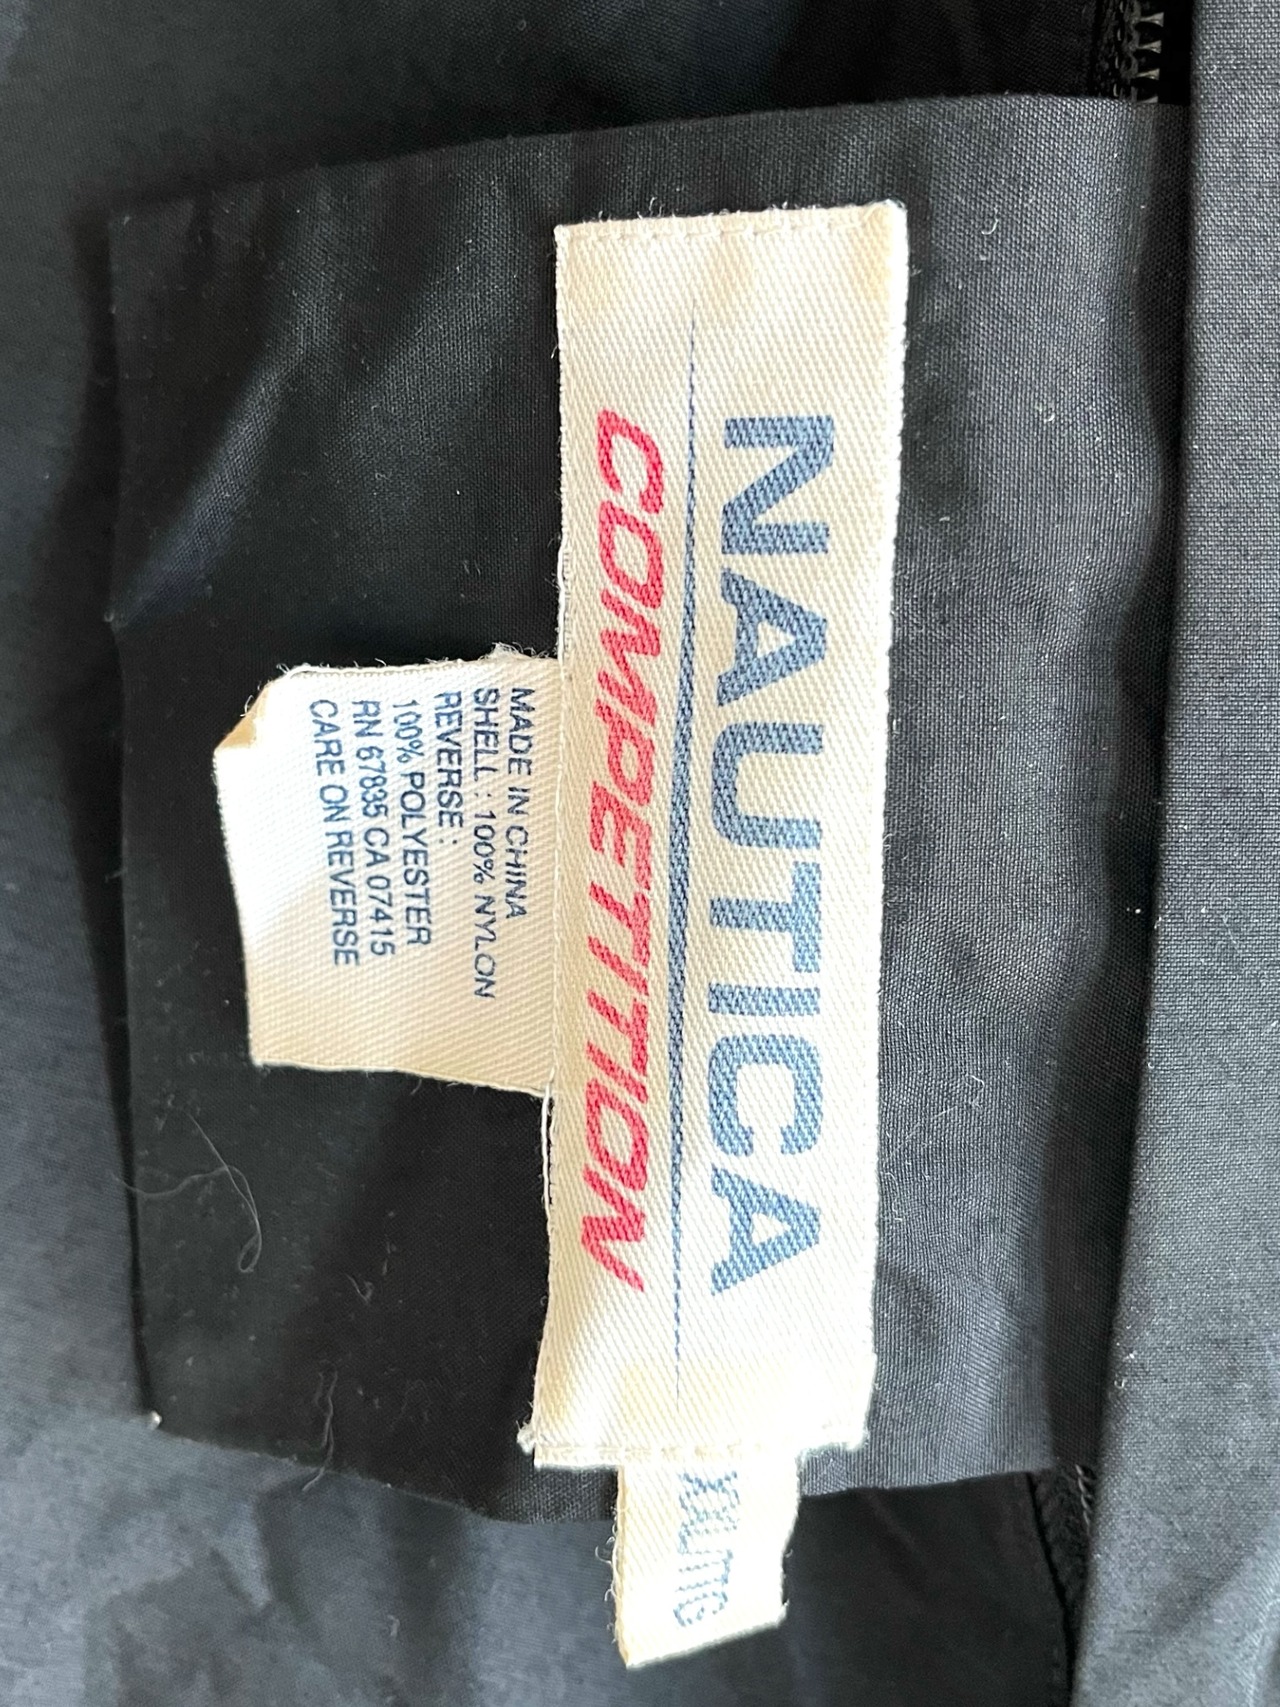 NAUTICA
COMPETITION
MADE IN CHINA
SHELL : 100% NYLON
REVERSE :
100% POLYESTER
RN 67835 CA 07415
CARE ON REVERSE